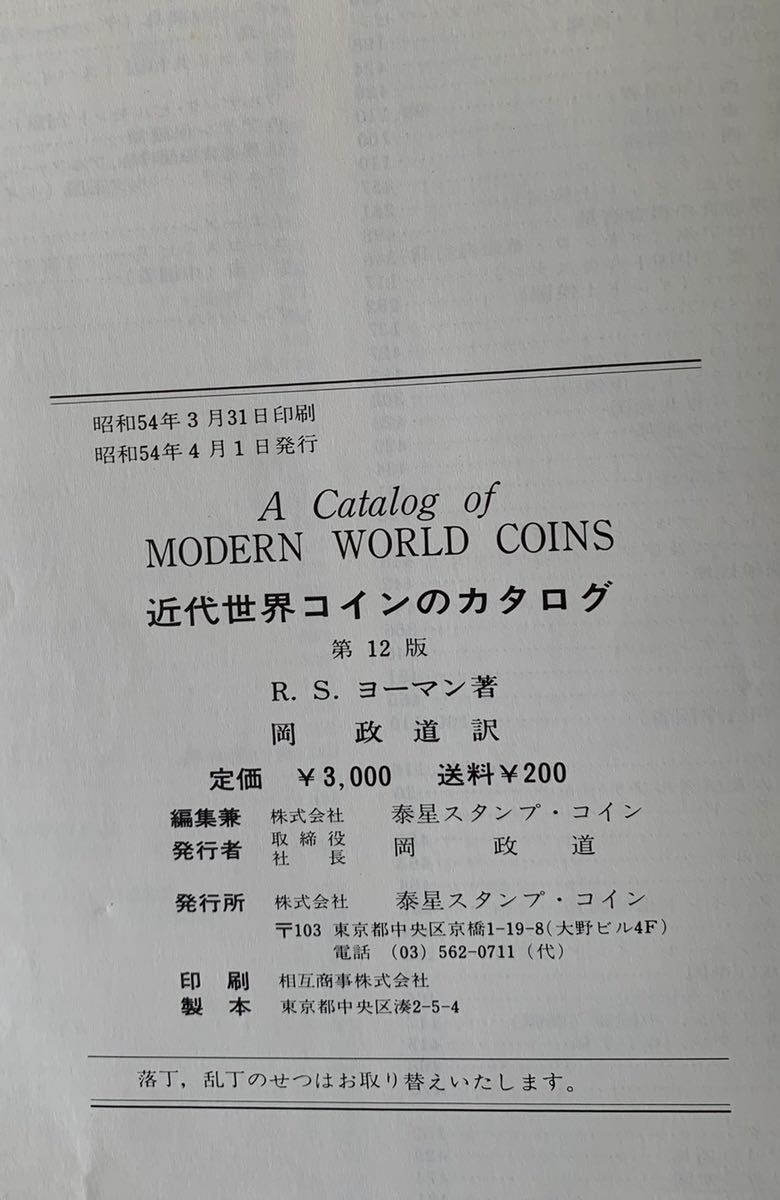 昭和54年3月31日印刷
昭和54年4月1日発行
A Catalog of
MODERN WORLD COINS
近代世界コインのカタログ
第 12 版
R. S. ヨーマン著
岡 政道訳
定価 ¥3,000 送料¥200
編集兼 株式会社 泰星スタンプ・コイン
発行者 取締役社長 岡 政道
発行所 株式会社 泰星スタンプ・コイン
〒103 東京都中央区京橋1-19-8(大野ビル4F)
電話 (03) 562-0711 (代)
印刷 相互商事株式会社
製本 東京都中央区湊2-5-4
落丁, 乱丁のせつはお取り替えいたします。